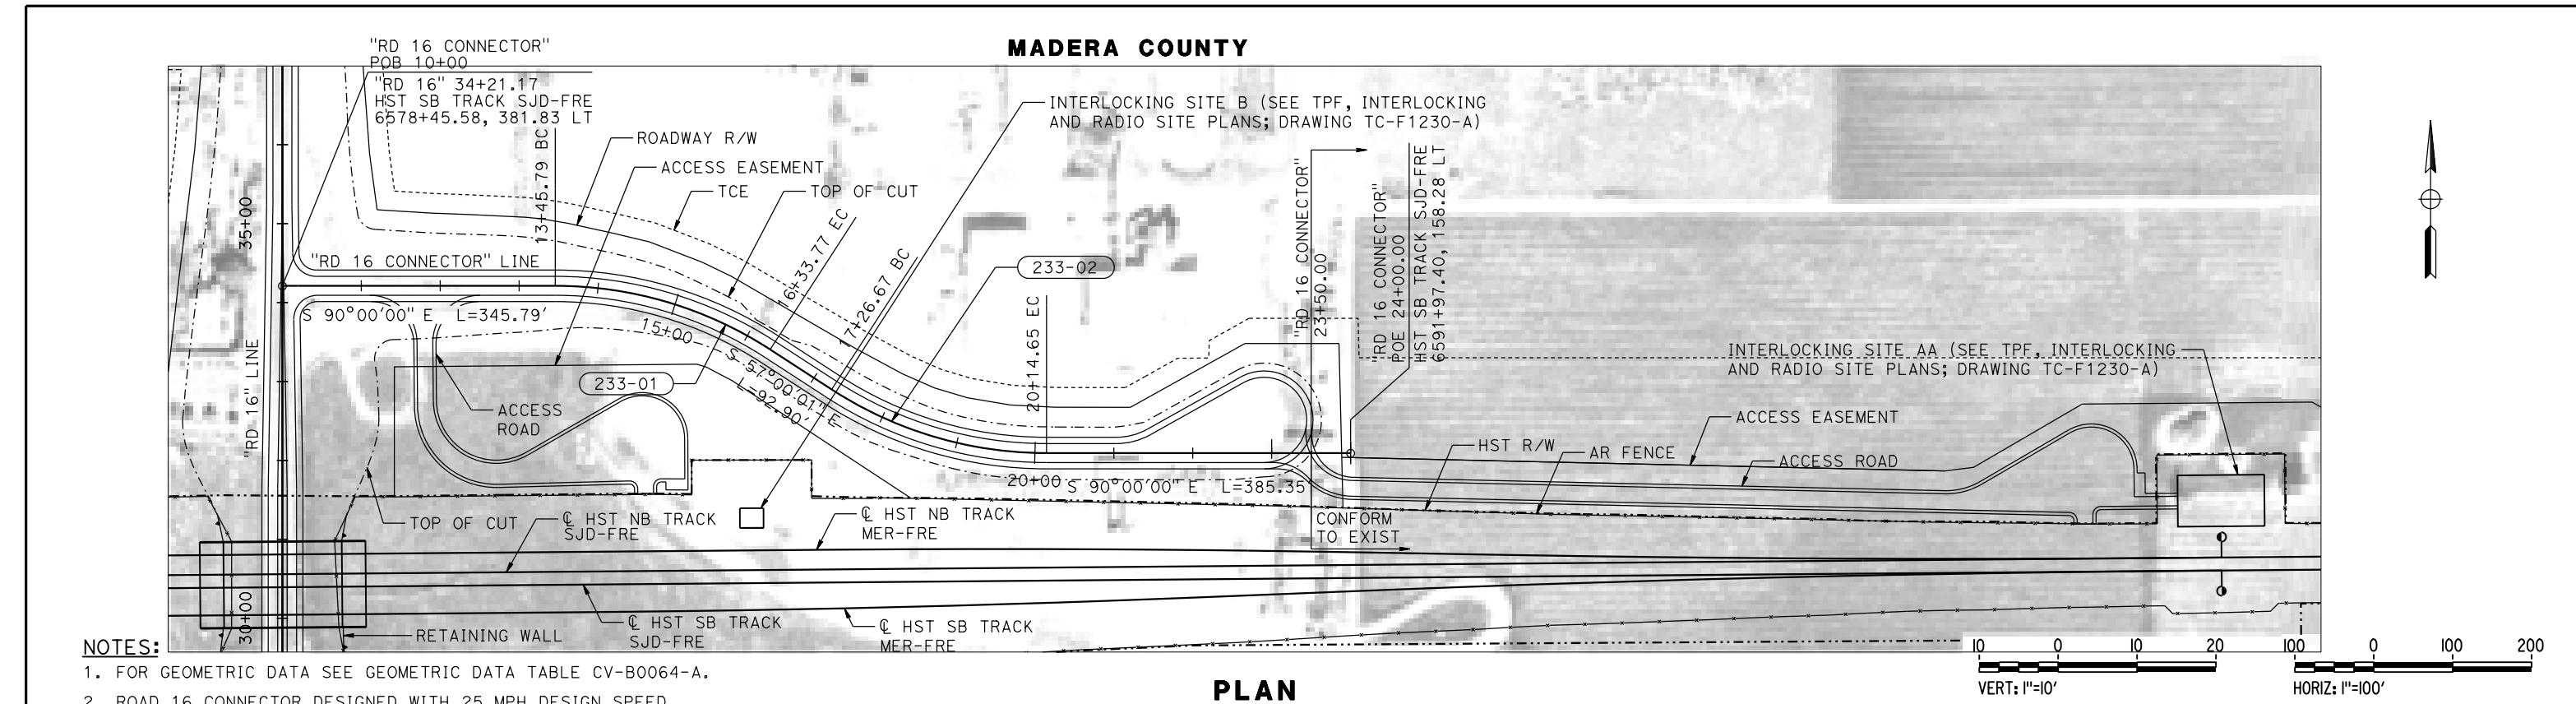 MADERA COUNTY
"RD 16 CONNECTOR"
POB 10+00
"RD 16" 34+21.17
HST SB TRACK SJD-FRE
6578+45.58, 381.83 LT
13+45.79 BC
ROADWAY R/W
ACCESS EASEMENT
TCE
TOP OF CUT
16+33.77 EC
17+26.67 BC
INTERLOCKING SITE B (SEE TPF, INTERLOCKING
AND RADIO SITE PLANS; DRAWING TC-F1230-A)
233-02
20+14.65 EC
"RD 16 CONNECTOR"
23+50.00
"RD 16 CONNECTOR"
POE 24+00.00
HST SB TRACK SJD-FRE
6591+97.40, 158.28 LT
35+00
"RD 16 CONNECTOR" LINE
S 90°00'00" E L=345.79'
"RD 16" LINE
15+00
S 57°00'01" E
L=92.90'
233-01
ACCESS
ROAD
INTERLOCKING SITE AA (SEE TPF, INTERLOCKING
AND RADIO SITE PLANS; DRAWING TC-F1230-A)
ACCESS EASEMENT
HST R/W
AR FENCE
ACCESS ROAD
20+00
S 90°00'00" E L=385.35
TOP OF CUT
℄ HST NB TRACK
SJD-FRE
℄ HST NB TRACK
MER-FRE
CONFORM
TO EXIST
30+00
RETAINING WALL
℄ HST SB TRACK
SJD-FRE
℄ HST SB TRACK
MER-FRE
NOTES:
1. FOR GEOMETRIC DATA SEE GEOMETRIC DATA TABLE CV-B0064-A.
2. ROAD 16 CONNECTOR DESIGNED WITH 25 MPH DESIGN SPEED
PLAN
10 0 10 20
VERT: 1"=10'
100 0 100 200
HORIZ: 1"=100'